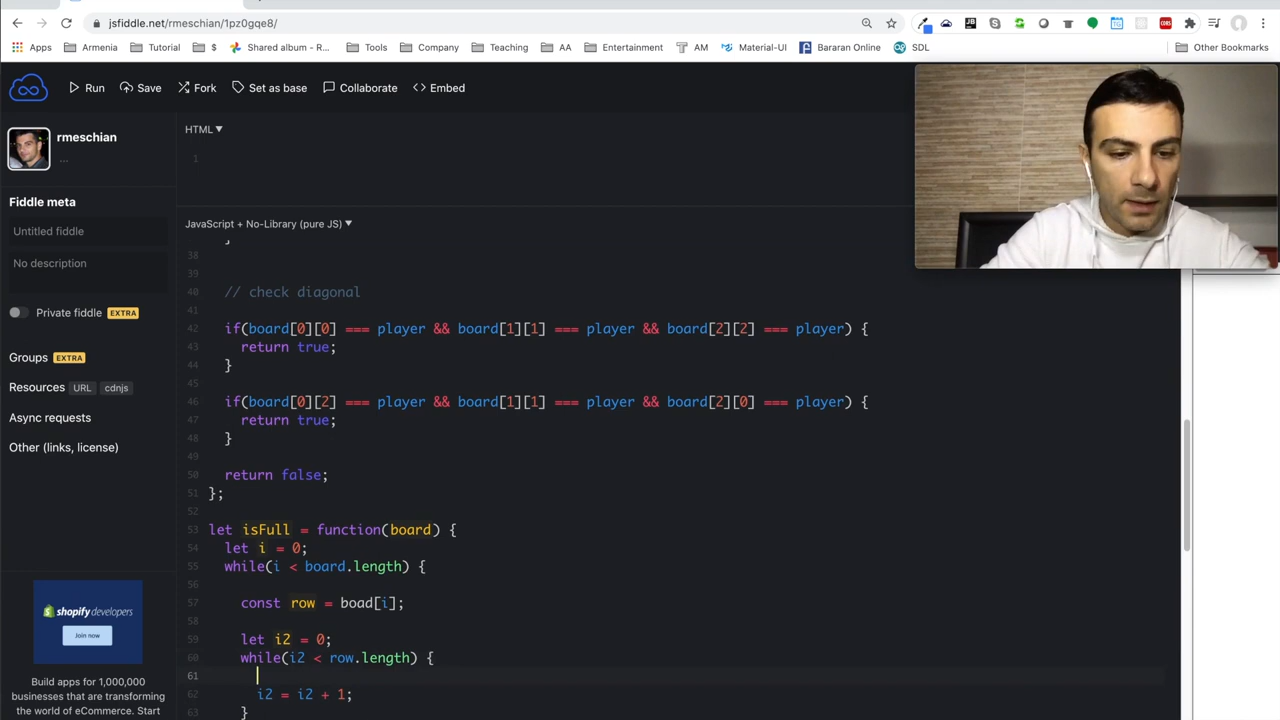 jsfiddle.net/rmeschian/1pz0gqe8/
Apps Armenia Tutorial $ Shared album - R... Tools Company Teaching AA Entertainment AM Material-UI Bararan Online SDL Other Bookmarks
Run Save Fork Set as base Collaborate Embed
rmeschian
...
Fiddle meta
Untitled fiddle
No description
Private fiddle EXTRA
Groups EXTRA
Resources URL cdnjs
Async requests
Other (links, license)
shopify developers
Join now
Build apps for 1,000,000
businesses that are transforming
the world of eCommerce. Start
HTML ▼
1
JavaScript + No-Library (pure JS) ▼
}
38
39
40 // check diagonal
41
42 if(board[0][0] === player && board[1][1] === player && board[2][2] === player) {
43 return true;
44 }
45
46 if(board[0][2] === player && board[1][1] === player && board[2][0] === player) {
47 return true;
48 }
49
50 return false;
51 };
52
53 let isFull = function(board) {
54 let i = 0;
55 while(i < board.length) {
56
57 const row = boad[i];
58
59 let i2 = 0;
60 while(i2 < row.length) {
61
62 i2 = i2 + 1;
63 }